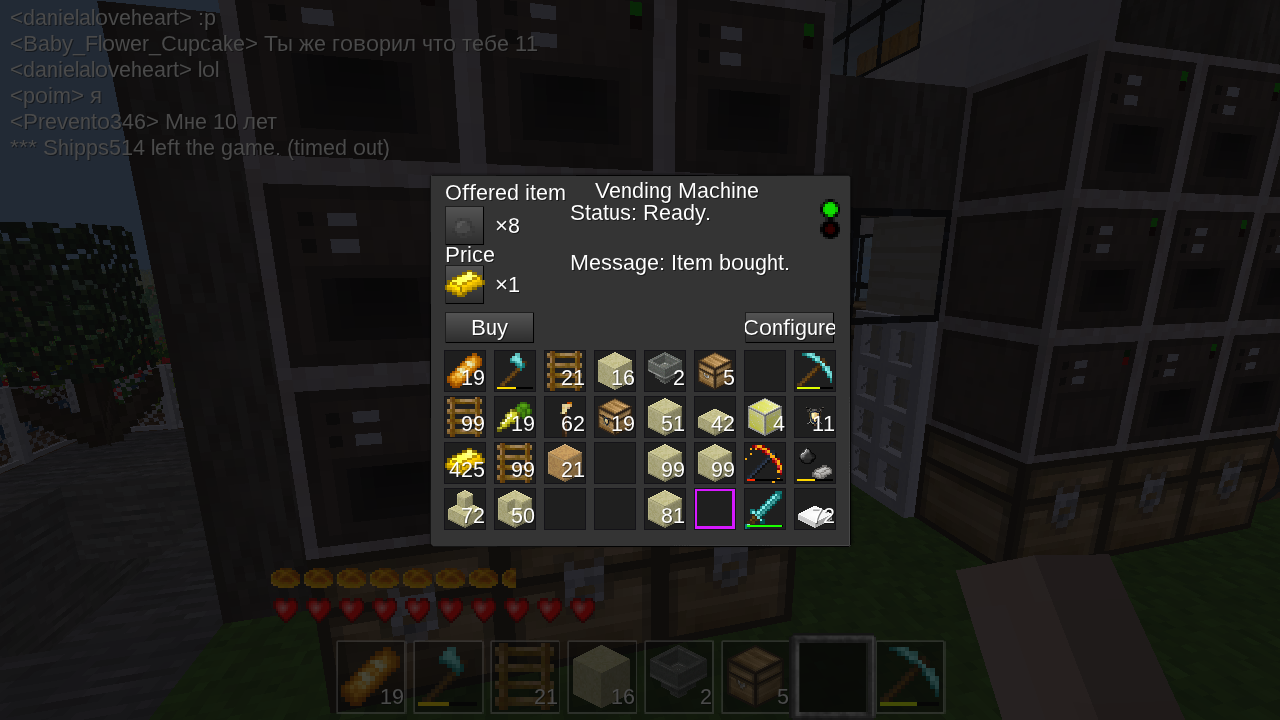 <danielaloveheart> :p
<Baby_Flower_Cupcake> Ты же говорил что тебе 11
<danielaloveheart> lol
<poim> я
<Prevento346> Мне 10 лет
*** Shipps514 left the game. (timed out)
Offered item
Vending Machine
Status: Ready.
×8
Price
Message: Item bought.
×1
Buy
Configure
19 21 16 2 5
99 19 62 19 51 42 4 11
425 99 21 99 99
72 50 81 72
19 21 16 2 5